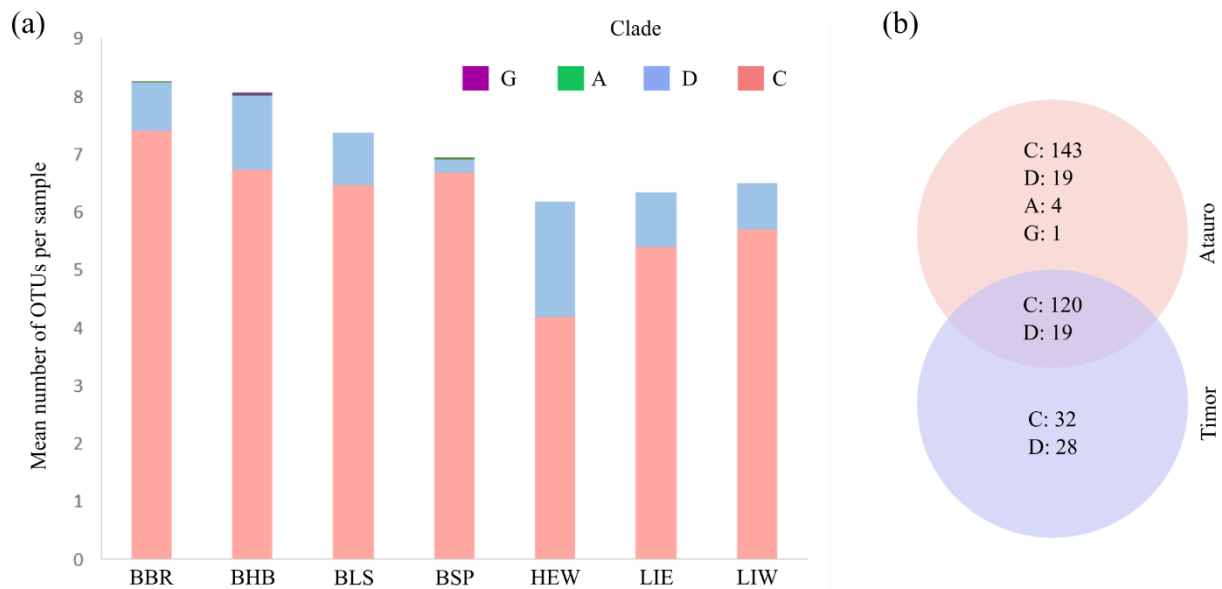 (a)
Clade
G A D C
Mean number of OTUs per sample
9
8
7
6
5
4
3
2
1
0
BBR BHB BLS BSP HEW LIE LIW
(b)
C: 143
D: 19
A: 4
G: 1
Atauro
C: 120
D: 19
C: 32
D: 28
Timor